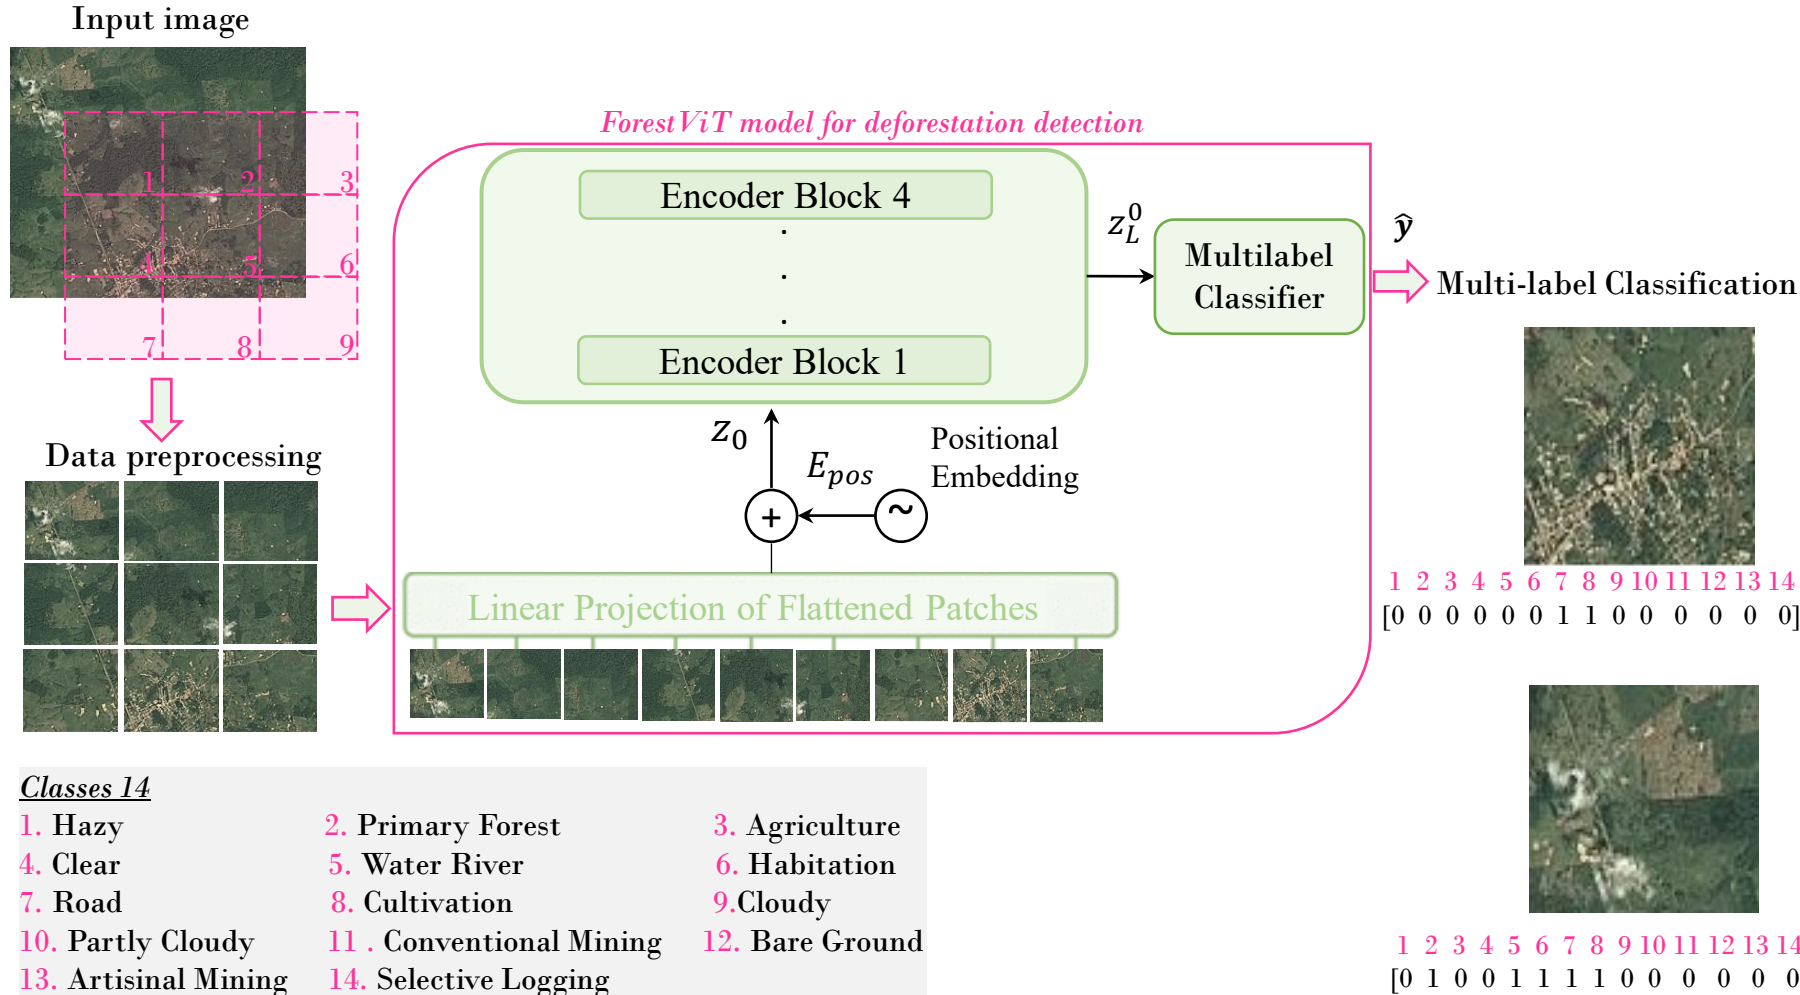 Input image
1 2 3
4 5 6
7 8 9
Data preprocessing
ForestViT model for deforestation detection
Encoder Block 4
.
.
.
Encoder Block 1
z_0
E_{pos}
Positional
Embedding
+
~
Linear Projection of Flattened Patches
z_L^0
Multilabel
Classifier
ŷ
Multi-label Classification
1 2 3 4 5 6 7 8 9 10 11 12 13 14
[0 0 0 0 0 0 1 1 0 0 0 0 0 0]
1 2 3 4 5 6 7 8 9 10 11 12 13 14
[0 1 0 0 1 1 1 1 0 0 0 0 0 0
Classes 14
1. Hazy 2. Primary Forest 3. Agriculture
4. Clear 5. Water River 6. Habitation
7. Road 8. Cultivation 9.Cloudy
10. Partly Cloudy 11 . Conventional Mining 12. Bare Ground
13. Artisinal Mining 14. Selective Logging